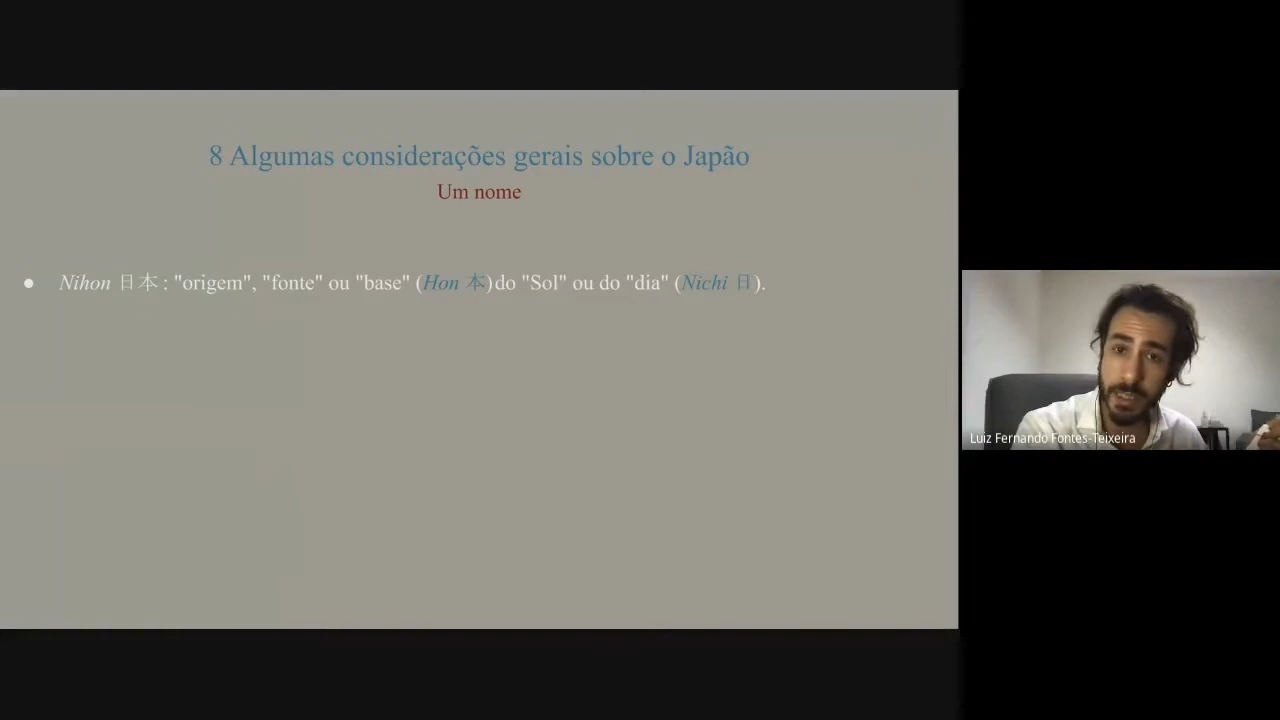 8 Algumas considerações gerais sobre o Japão
Um nome
● Nihon 日本 : "origem", "fonte" ou "base" (Hon 本) do "Sol" ou do "dia" (Nichi 日).
Luiz Fernando Fontes-Teixeira